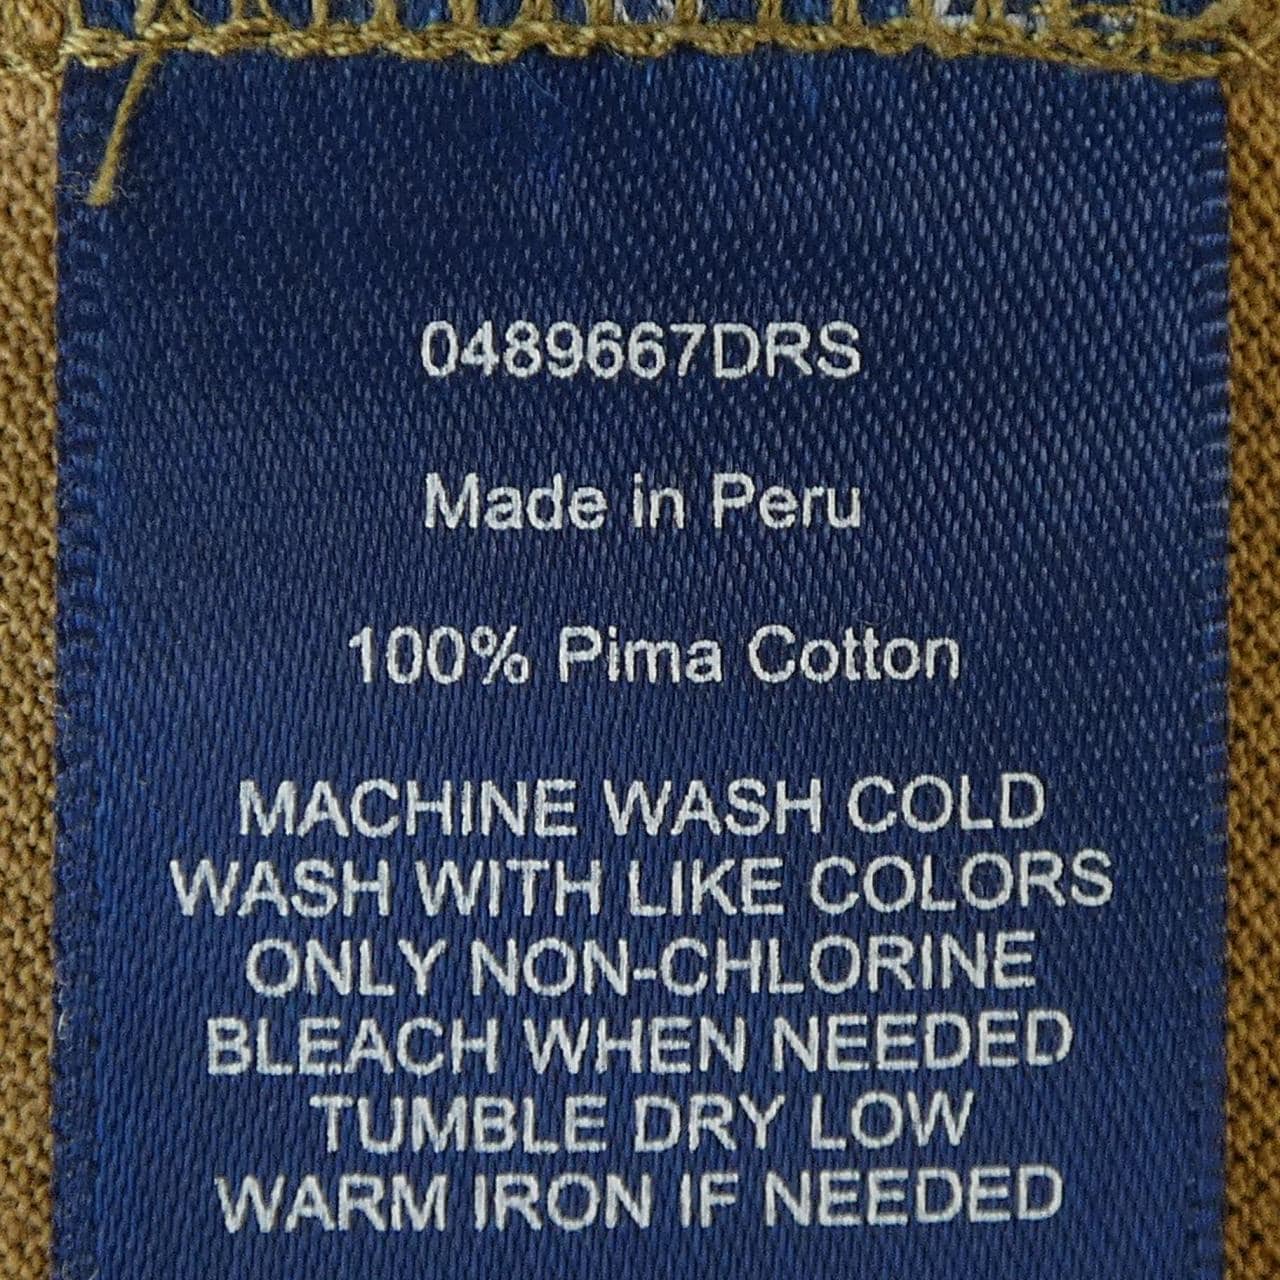 0489667DRS
Made in Peru
100% Pima Cotton
MACHINE WASH COLD
WASH WITH LIKE COLORS
ONLY NON-CHLORINE
BLEACH WHEN NEEDED
TUMBLE DRY LOW
WARM IRON IF NEEDED